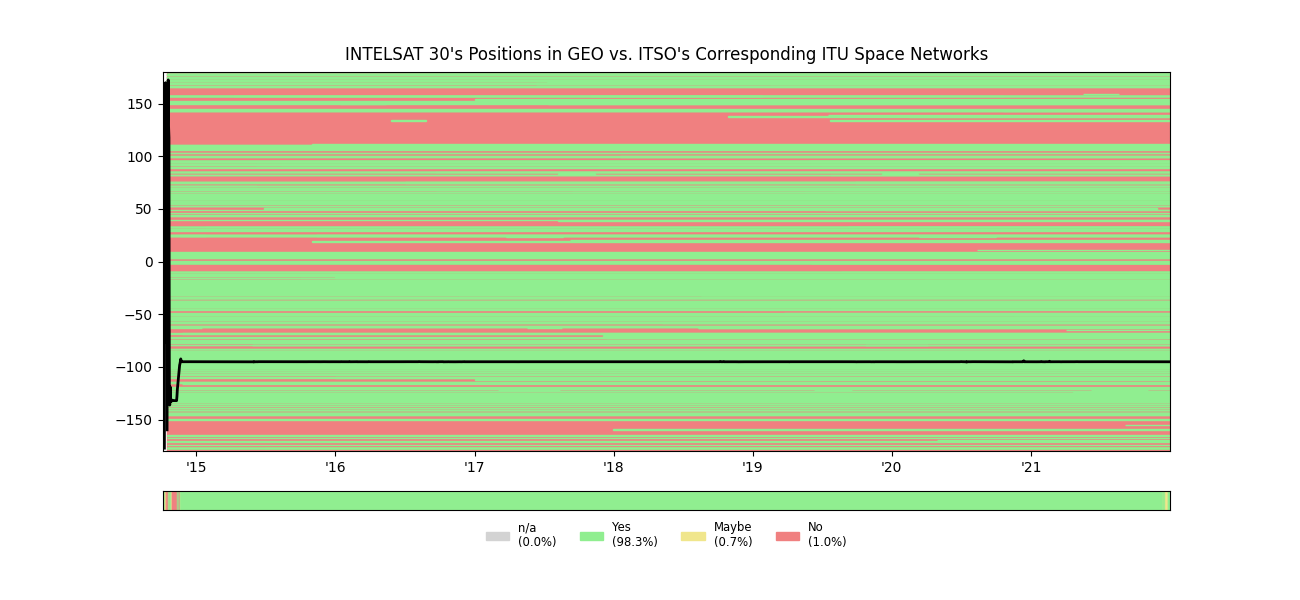 INTELSAT 30's Positions in GEO vs. ITSO's Corresponding ITU Space Networks
150
100
50
0
−50
−100
−150
'15 '16 '17 '18 '19 '20 '21
n/a Yes Maybe No
(0.0%) (98.3%) (0.7%) (1.0%)